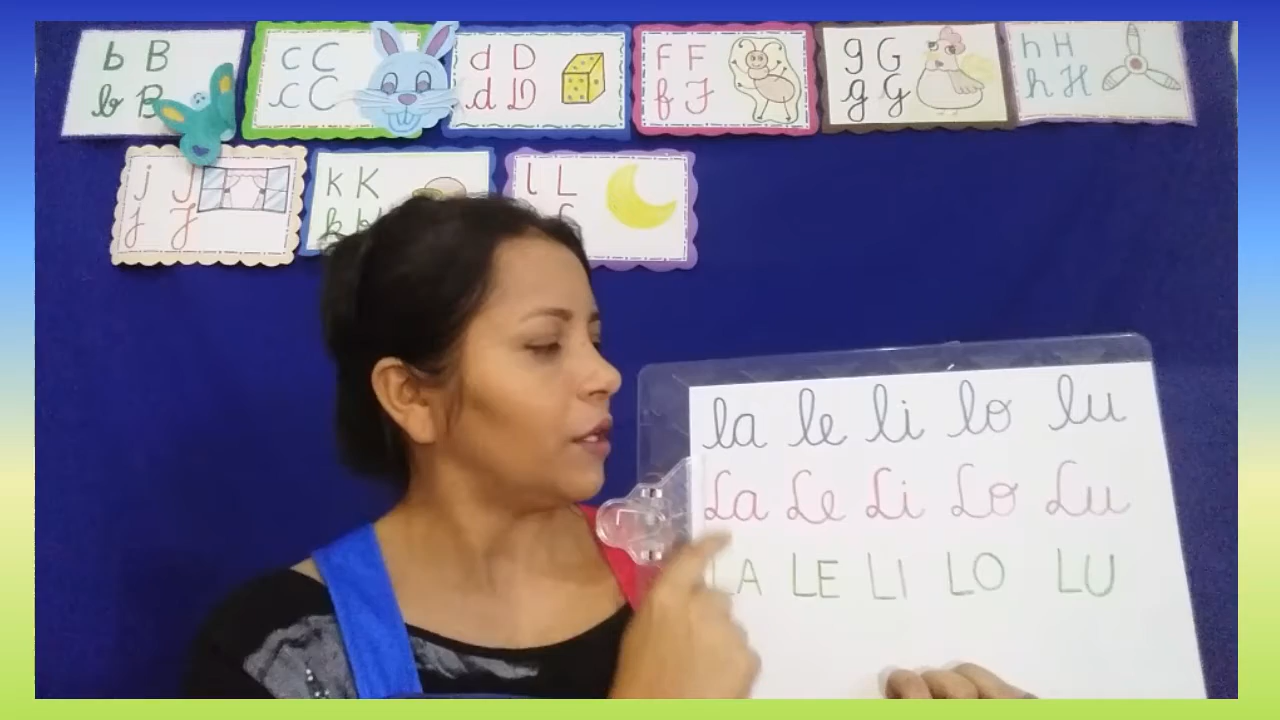 b B
b B
c C
c C
d D
d D
F F
f F
g G
g G
h H
h H
j J
j J
k K
k
l L
la le li lo lu
La Le Li Lo Lu
LA LE LI LO LU